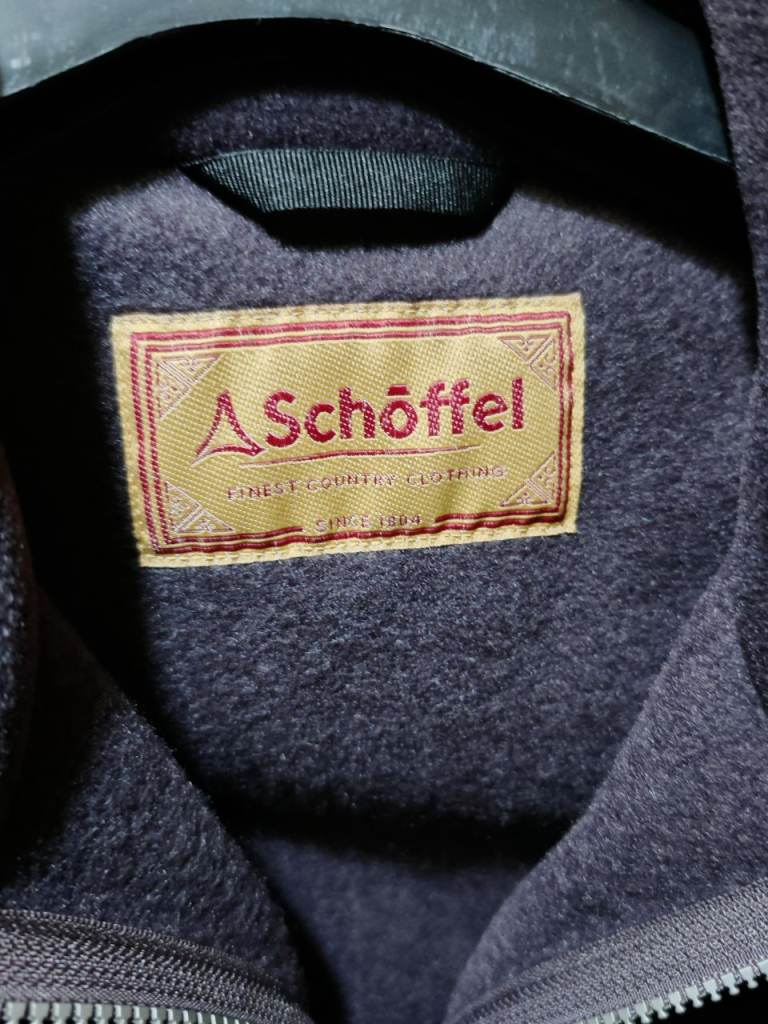 Schöffel
FINEST COUNTRY CLOTHING
SINCE 1804